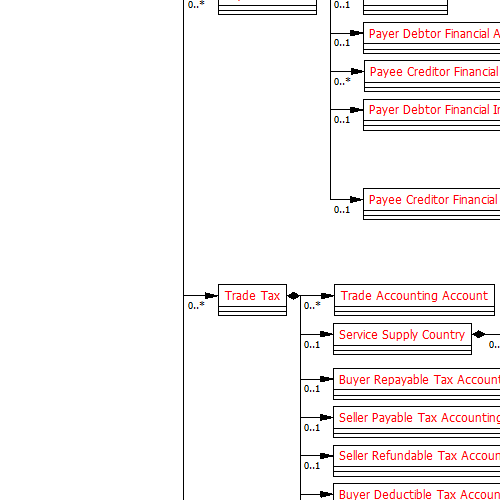 0..*
0..1
Payer Debtor Financial A
0..1
Payee Creditor Financial
0..*
Payer Debtor Financial
0..1
Payee Creditor Financial
0..1
Trade Tax
0..*
Trade Accounting Account
0..*
Service Supply Country
0..1
0..
Buyer Repayable Tax Account
0..1
Seller Payable Tax Accounting
0..1
Seller Refundable Tax Accoun
0..1
Buyer Deductible Tax Accoun